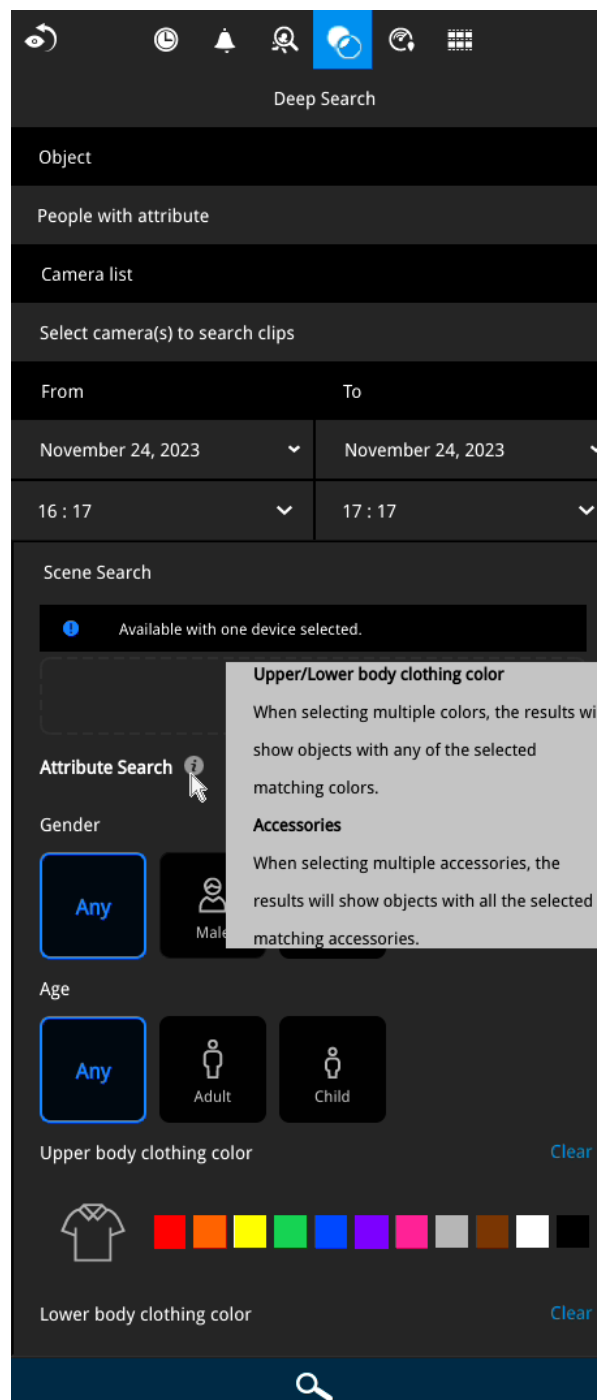 Deep Search
Object
People with attribute
Camera list
Select camera(s) to search clips
From To
November 24, 2023 November 24, 2023
16 : 17 17 : 17
Scene Search
Available with one device selected.
Upper/Lower body clothing color
When selecting multiple colors, the results wi
show objects with any of the selected
matching colors.
Attribute Search
Accessories
When selecting multiple accessories, the
results will show objects with all the selected
matching accessories.
Gender
Any
Male
Age
Any
Adult
Child
Upper body clothing color Clear
Lower body clothing color Clear